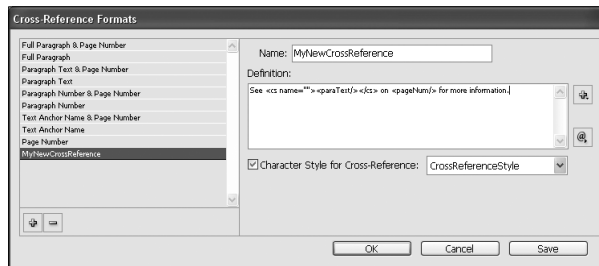 Cross-Reference Formats
Full Paragraph & Page Number
Full Paragraph
Paragraph Text & Page Number
Paragraph Text
Paragraph Number & Page Number
Paragraph Number
Text Anchor Name & Page Number
Text Anchor Name
Page Number
MyNewCrossReference
Name: MyNewCrossReference
Definition:
See <cs name=""><paraText/></cs> on <pageNum/> for more information.
Character Style for Cross-Reference: CrossReferenceStyle
OK Cancel Save